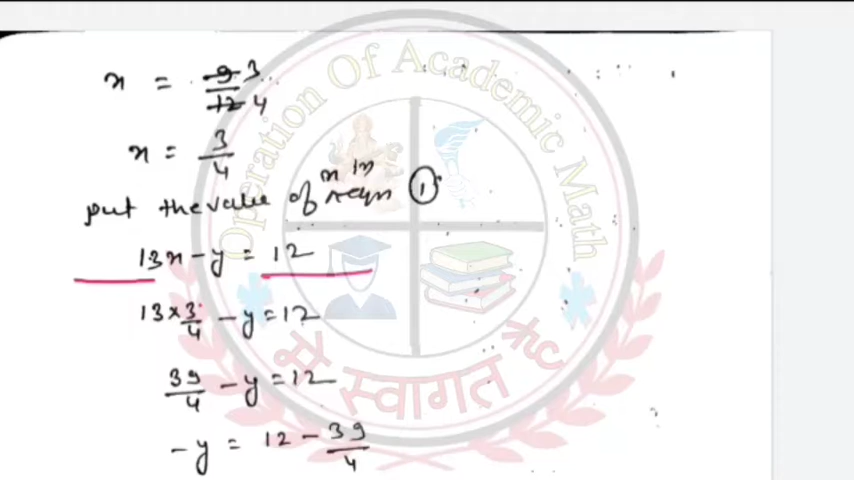 x = 9 3
12 4
x = 3/4
put the value of x in eqn ①
13x - y = 12
13 × 3/4 - y = 12
39/4 - y = 12
-y = 12 - 39/4
Operation Of Academic Math
में स्वागत है